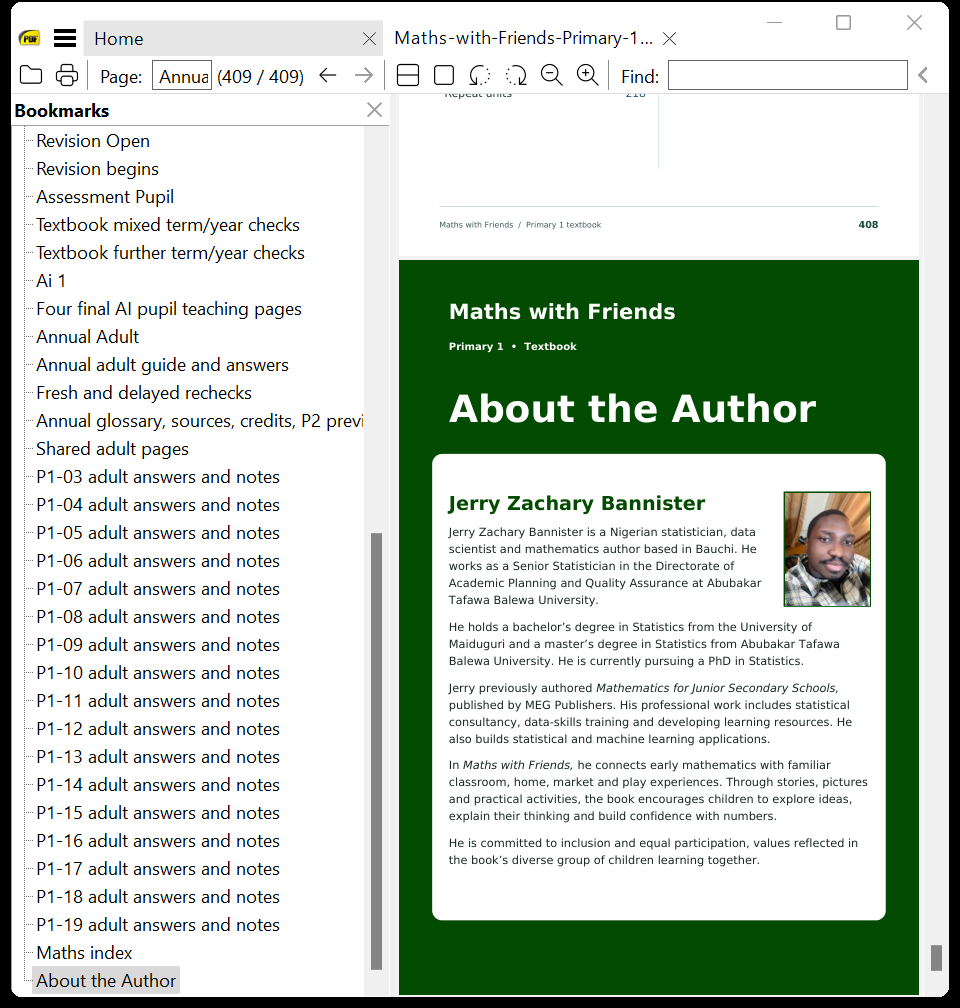 PDF
Home
Maths-with-Friends-Primary-1...
Page:
Annua
(409 / 409)
Find:
Bookmarks
Revision Open
Revision begins
Assessment Pupil
Textbook mixed term/year checks
Textbook further term/year checks
Ai 1
Four final AI pupil teaching pages
Annual Adult
Annual adult guide and answers
Fresh and delayed rechecks
Annual glossary, sources, credits, P2 previ
Shared adult pages
P1-03 adult answers and notes
P1-04 adult answers and notes
P1-05 adult answers and notes
P1-06 adult answers and notes
P1-07 adult answers and notes
P1-08 adult answers and notes
P1-09 adult answers and notes
P1-10 adult answers and notes
P1-11 adult answers and notes
P1-12 adult answers and notes
P1-13 adult answers and notes
P1-14 adult answers and notes
P1-15 adult answers and notes
P1-16 adult answers and notes
P1-17 adult answers and notes
P1-18 adult answers and notes
P1-19 adult answers and notes
Maths index
About the Author
Repeat units 218
Maths with Friends / Primary 1 textbook 408
Maths with Friends
Primary 1 • Textbook
About the Author
Jerry Zachary Bannister
Jerry Zachary Bannister is a Nigerian statistician, data
scientist and mathematics author based in Bauchi. He
works as a Senior Statistician in the Directorate of
Academic Planning and Quality Assurance at Abubakar
Tafawa Balewa University.
He holds a bachelor’s degree in Statistics from the University of
Maiduguri and a master’s degree in Statistics from Abubakar Tafawa
Balewa University. He is currently pursuing a PhD in Statistics.
Jerry previously authored Mathematics for Junior Secondary Schools,
published by MEG Publishers. His professional work includes statistical
consultancy, data-skills training and developing learning resources. He
also builds statistical and machine learning applications.
In Maths with Friends, he connects early mathematics with familiar
classroom, home, market and play experiences. Through stories, pictures
and practical activities, the book encourages children to explore ideas,
explain their thinking and build confidence with numbers.
He is committed to inclusion and equal participation, values reflected in
the book’s diverse group of children learning together.